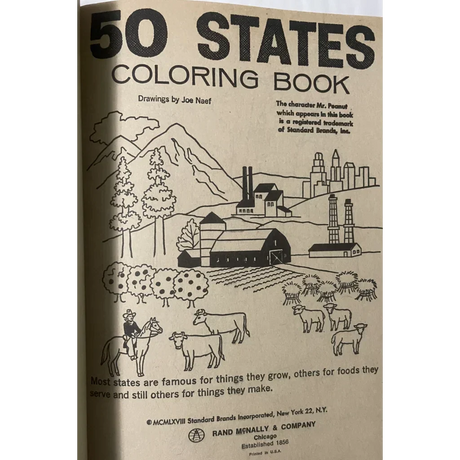 50 STATES
COLORING BOOK
Drawings by Joe Naef
The character Mr. Peanut
which appears in this book
is a registered trademark
of Standard Brands, Inc.
Most states are famous for things they grow, others for foods they
serve and still others for things they make.
© MCMLXVIII Standard Brands Incorporated, New York 22, N.Y.
RAND McNALLY & COMPANY
Chicago
Established 1856
Printed in U.S.A.